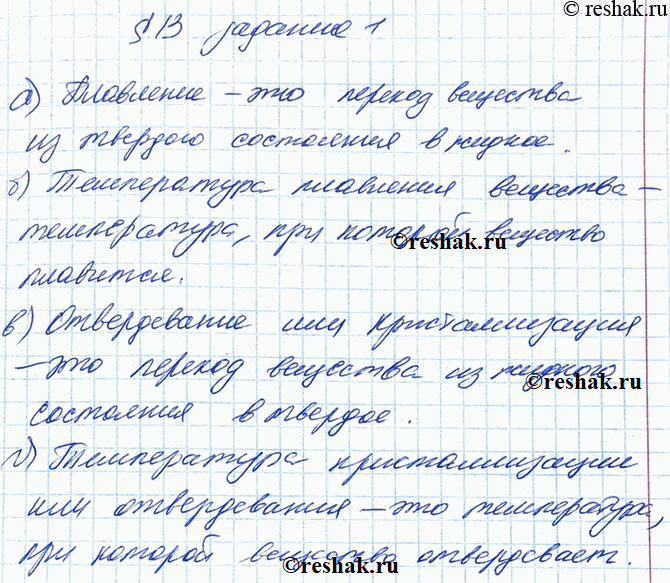 © reshak.ru
§ 13 задание 1
а) Плавление – это переход вещества
из твердого состояния в жидкое.
б) Температура плавления вещества –
температура, при которой вещество
©reshak.ru
плавится.
в) Отвердевание или кристаллизация
– это переход вещества из жидкого
©reshak.ru
состояния в твердое.
г) Температура кристаллизации
или отвердевания – это температура,
©reshak.ru
при которой вещество отвердевает.